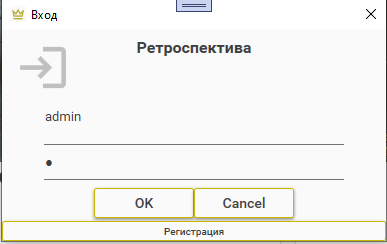 Вход
Ретроспектива
admin
●
OK Cancel
Регистрация